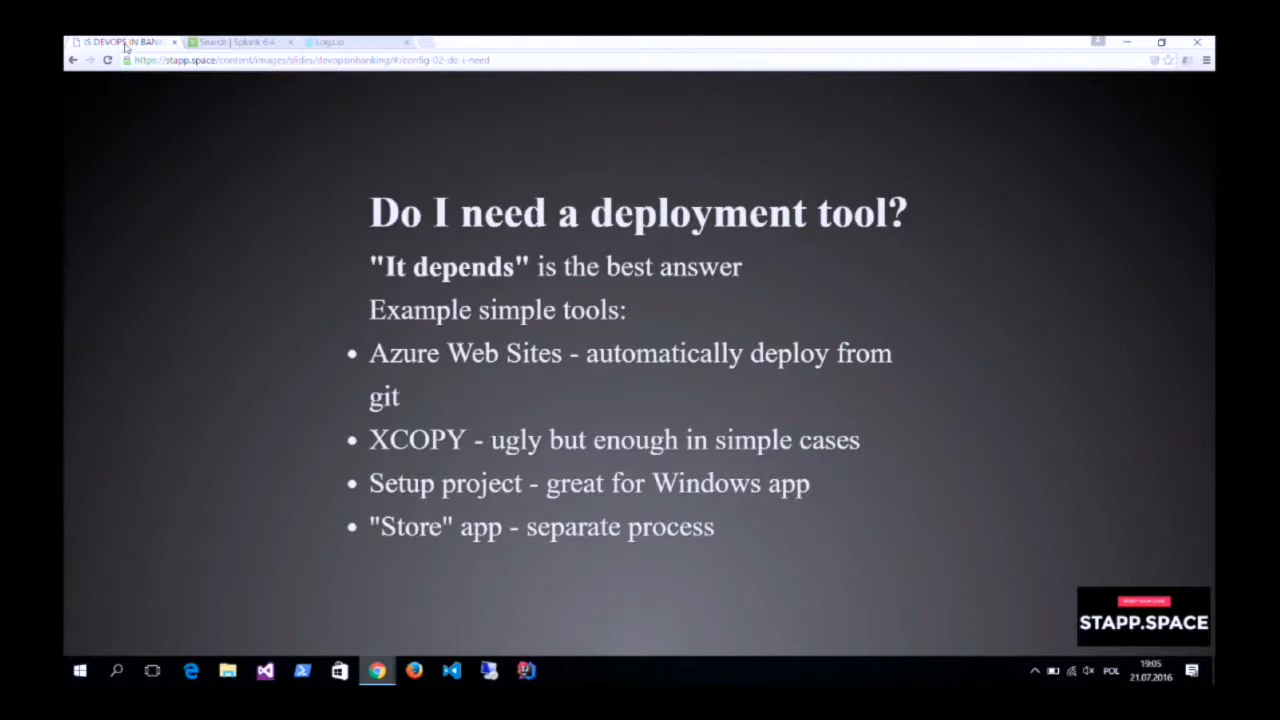 IS DEVOPS IN BANK
Search | Splunk 6.4
Logz.io
https://stapp.space/content/images/slides/devopsinbanking/#/config-02-do-i-need
Do I need a deployment tool?
"It depends" is the best answer
Example simple tools:
• Azure Web Sites - automatically deploy from
git
• XCOPY - ugly but enough in simple cases
• Setup project - great for Windows app
• "Store" app - separate process
STAPP.SPACE
POL
19:05
21.07.2016